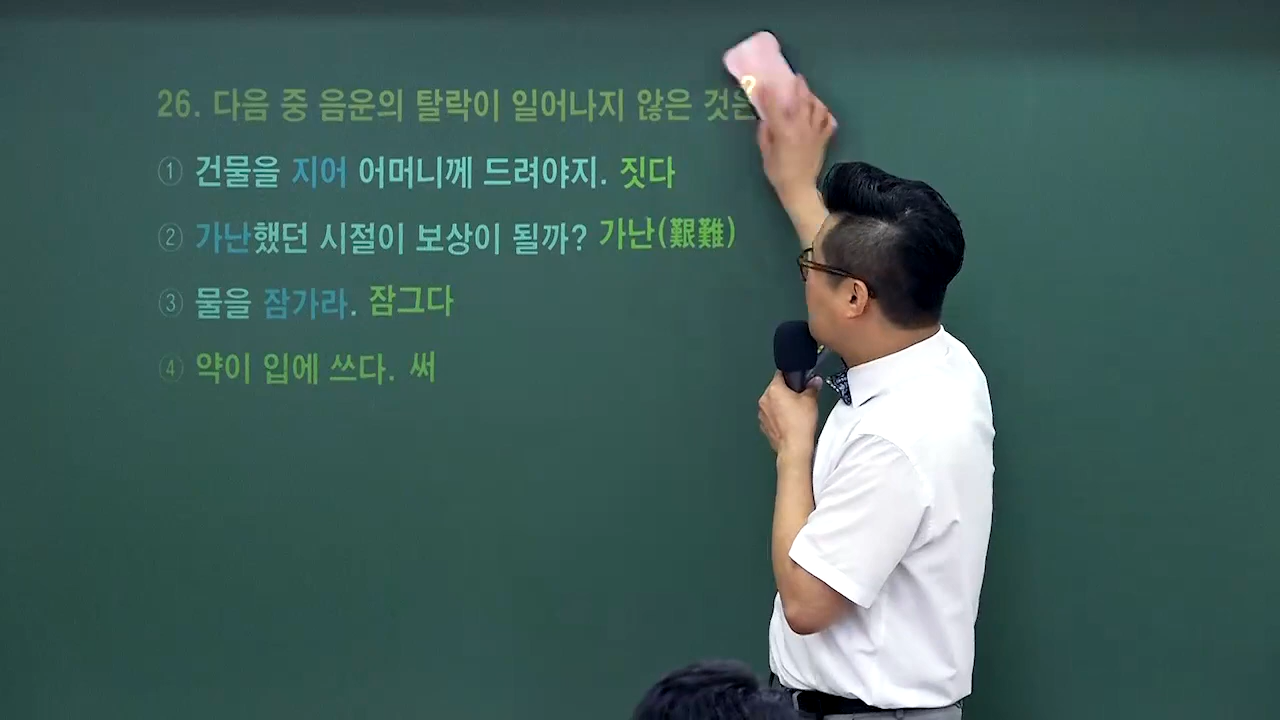 26. 다음 중 음운의 탈락이 일어나지 않은 것은
① 건물을 지어 어머니께 드려야지. 짓다
② 가난했던 시절이 보상이 될까? 가난(艱難)
③ 물을 잠가라. 잠그다
④ 약이 입에 쓰다. 써